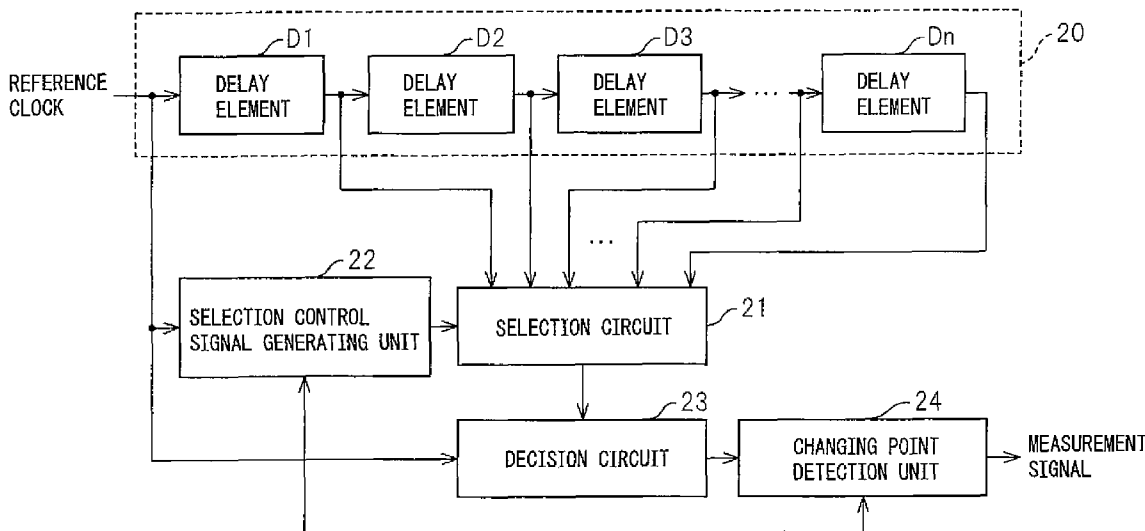 D1
D2
D3
Dn
20
REFERENCE
CLOCK
DELAY
ELEMENT
DELAY
ELEMENT
DELAY
ELEMENT
...
DELAY
ELEMENT
...
22
SELECTION CONTROL
SIGNAL GENERATING UNIT
SELECTION CIRCUIT
21
23
DECISION CIRCUIT
24
CHANGING POINT
DETECTION UNIT
MEASUREMENT
SIGNAL